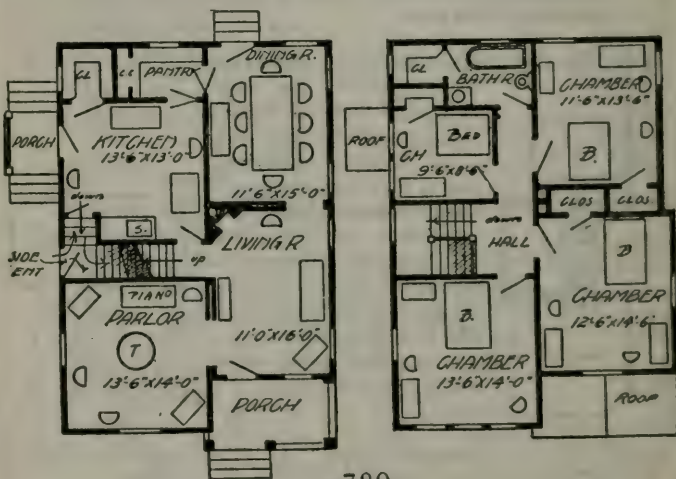 DINING R.
CL
C.C
PANTRY
PORCH
KITCHEN
13'-6"X13'-0"
11'-6"X15'-0"
down
SIDE
ENT
S.
up
LIVING R
PIANO
PARLOR
T
13'-6"X14'-0"
11'-0"X16'-0"
PORCH
CL
BATH R
CHAMBER
11'-6"X13'-6"
ROOF
CH
BED
9'-6"X8'-6"
B.
CLOS
CLOS.
down
HALL
B
CHAMBER
12'-6"X14'-6"
B.
CHAMBER
13'-6"X14'-0"
ROOF